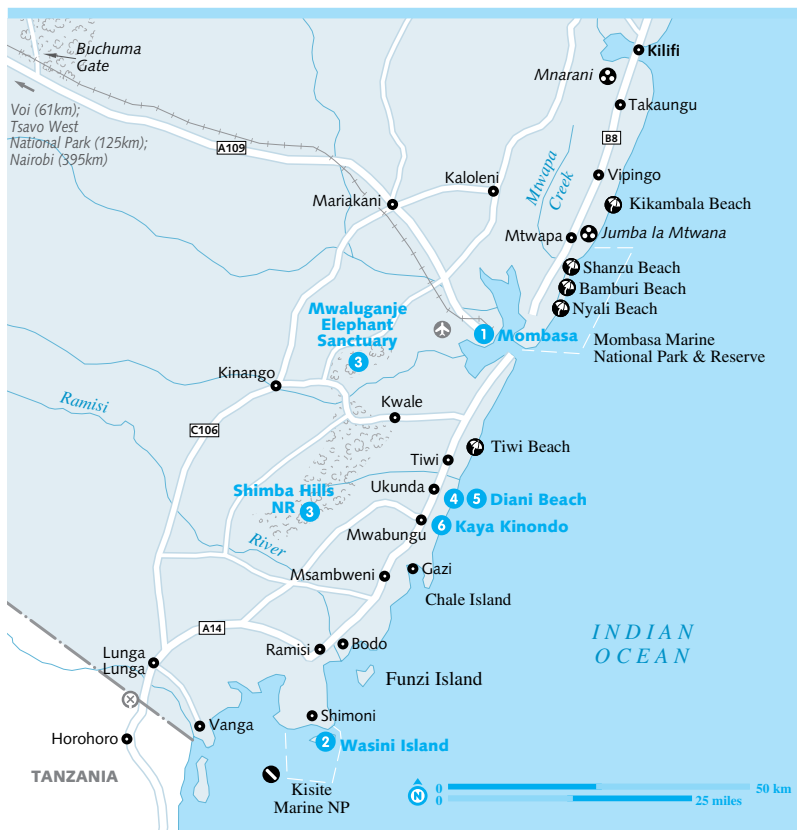 Buchuma
Gate
Voi (61km);
Tsavo West
National Park (125km);
Nairobi (395km)
Kilifi
Mnarani
Takaungu
B8
A109
Kaloleni
Mtwapa
Creek
Vipingo
Mariakani
Kikambala Beach
Mtwapa
Jumba la Mtwana
Shanzu Beach
Bamburi Beach
Nyali Beach
Mwaluganje
Elephant
Sanctuary
3
1 Mombasa
Mombasa Marine
National Park & Reserve
Kinango
Ramisi
Kwale
C106
Tiwi Beach
Tiwi
Shimba Hills
NR 3
Ukunda
4 5 Diani Beach
6 Kaya Kinondo
Mwabungu
River
Msambweni
Gazi
Chale Island
A14
INDIAN
OCEAN
Ramisi
Bodo
Lunga
Lunga
Funzi Island
Shimoni
Vanga
Horohoro
2 Wasini Island
TANZANIA
Kisite
Marine NP
N
0 50 km
0 25 miles